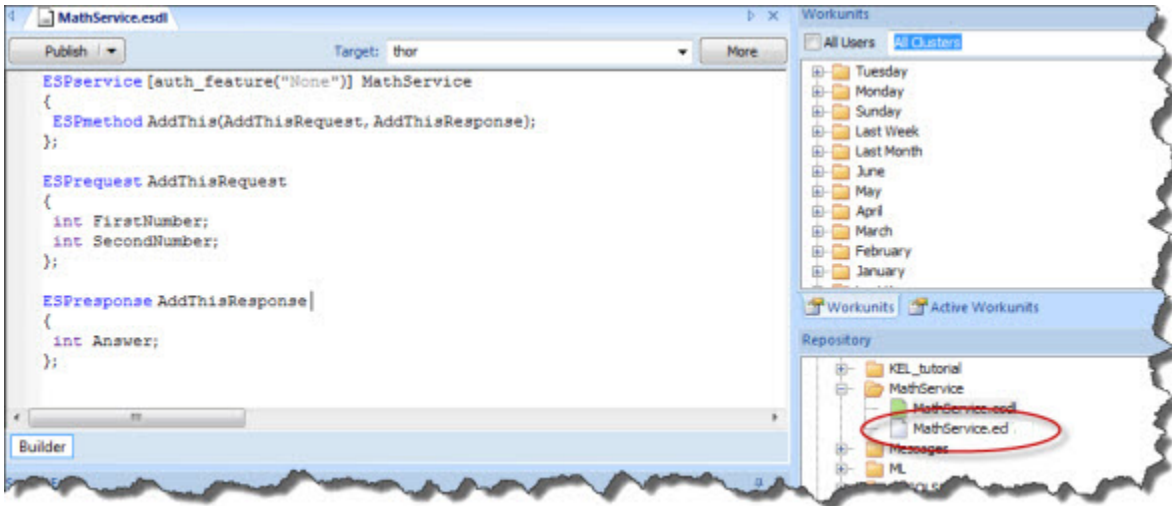 MathService.esdl
Publish
Target: thor
More
ESPservice [auth_feature("None")] MathService
{
ESPmethod AddThis(AddThisRequest, AddThisResponse);
};
ESPrequest AddThisRequest
{
int FirstNumber;
int SecondNumber;
};
ESPresponse AddThisResponse
{
int Answer;
};
Builder
Workunits
All Users
All Clusters
Tuesday
Monday
Sunday
Last Week
Last Month
June
May
April
March
February
January
Workunits
Active Workunits
Repository
KEL_tutorial
MathService
MathService.esdl
MathService.ecl
Messages
ML